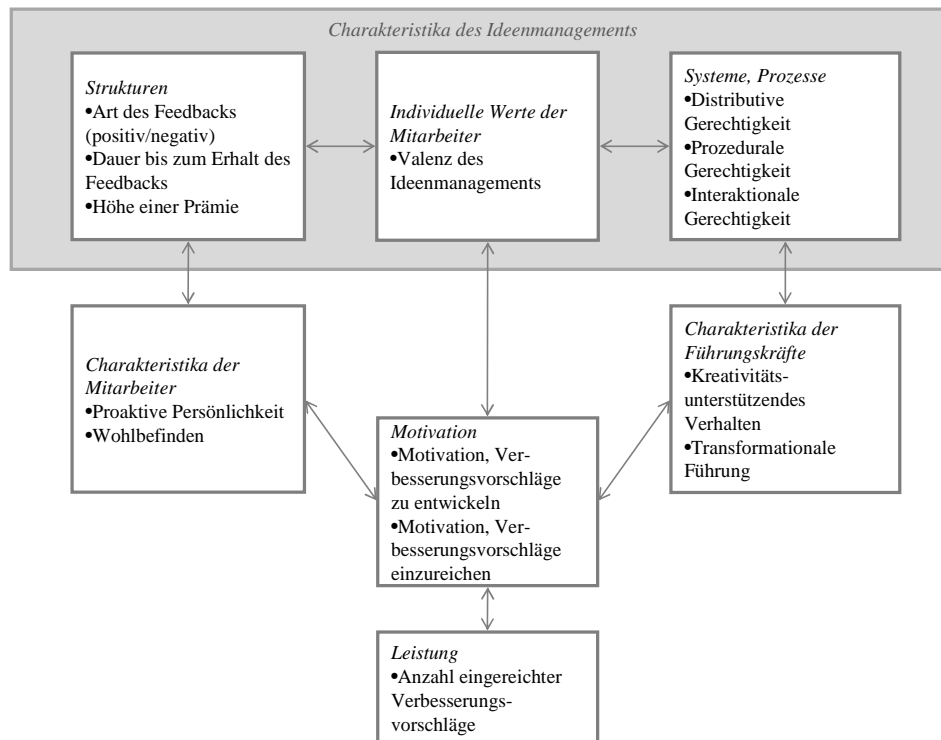 Charakteristika des Ideenmanagements
Strukturen
•Art des Feedbacks
(positiv/negativ)
•Dauer bis zum Erhalt des
Feedbacks
•Höhe einer Prämie
Individuelle Werte der
Mitarbeiter
•Valenz des
Ideenmanagements
Systeme, Prozesse
•Distributive
Gerechtigkeit
•Prozedurale
Gerechtigkeit
•Interaktionale
Gerechtigkeit
Charakteristika der
Mitarbeiter
•Proaktive Persönlichkeit
•Wohlbefinden
Motivation
•Motivation, Ver-
besserungsvorschläge
zu entwickeln
•Motivation, Ver-
besserungsvorschläge
einzureichen
Charakteristika der
Führungskräfte
•Kreativitäts-
unterstützendes
Verhalten
•Transformationale
Führung
Leistung
•Anzahl eingereichter
Verbesserungs-
vorschläge